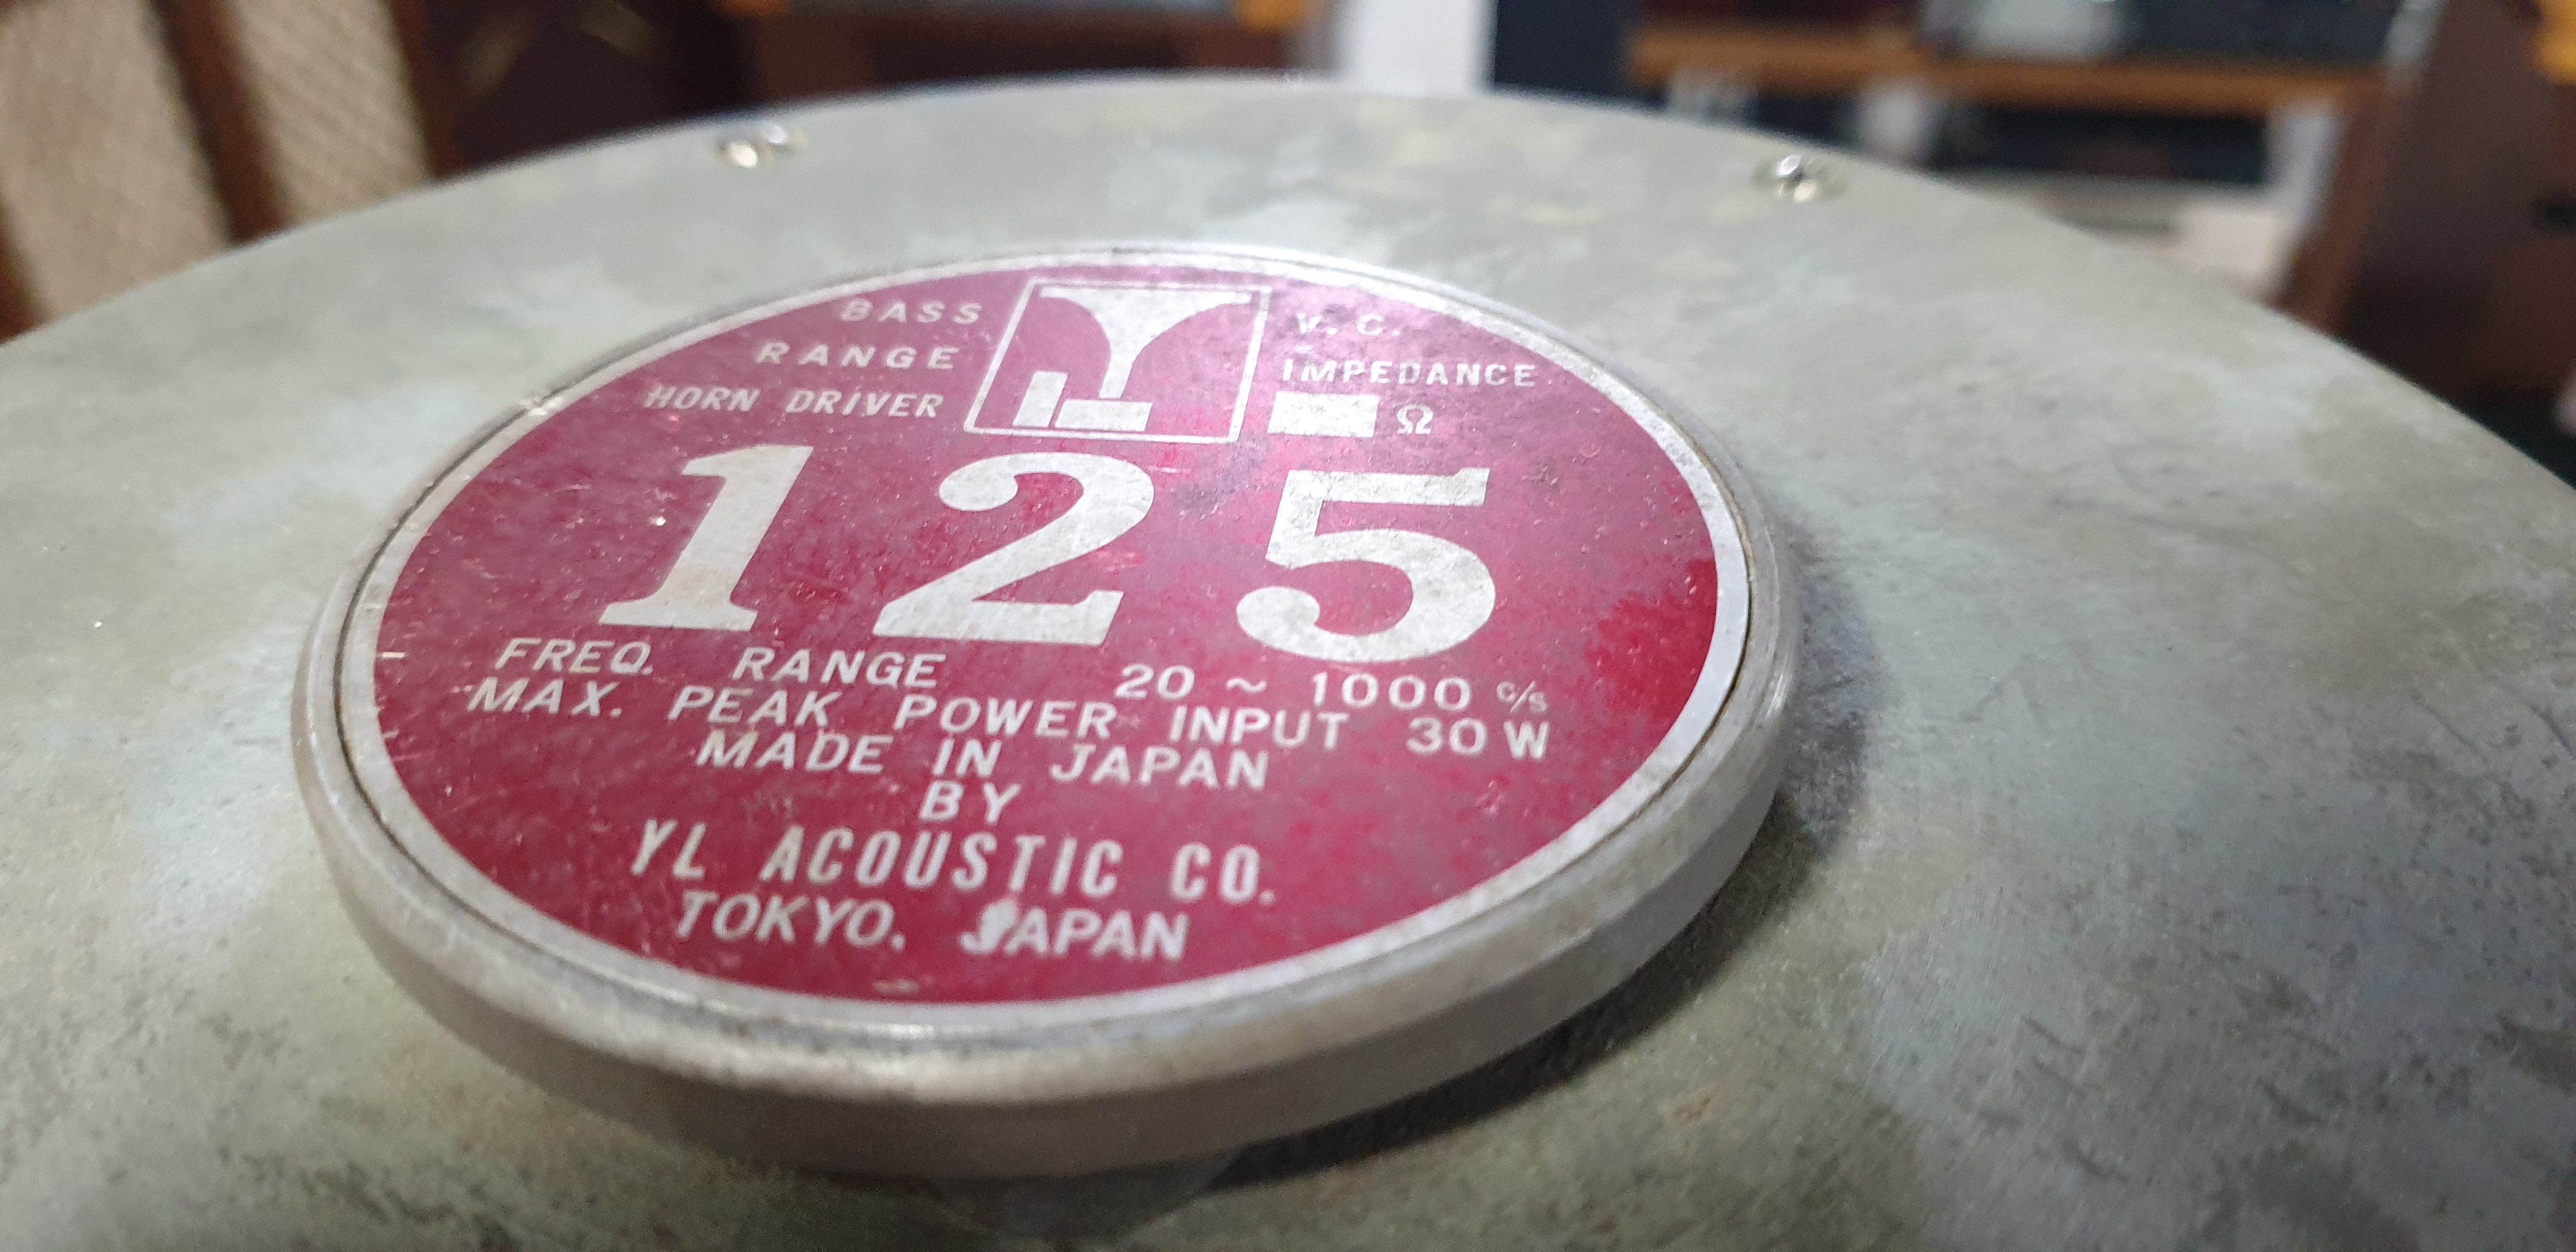 BASS
RANGE
HORN DRIVER
V. C.
IMPEDANCE
Ω
125
FREQ. RANGE 20 ~ 1000 c/s
MAX. PEAK POWER INPUT 30 W
MADE IN JAPAN
BY
YL ACOUSTIC CO.
TOKYO. JAPAN